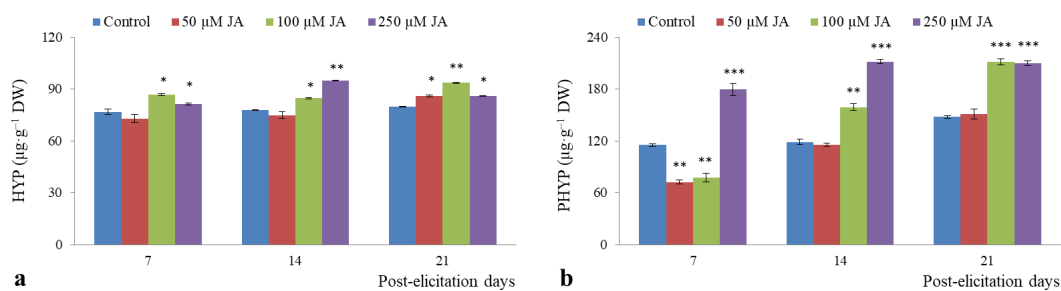 Control 50 µM JA 100 µM JA 250 µM JA
120
90
60
30
0
HYP (µg·g⁻¹ DW)
* * * ** * ** *
7 14 21
a Post-elicitation days
Control 50 µM JA 100 µM JA 250 µM JA
240
180
120
60
0
PHYP (µg·g⁻¹ DW)
** ** *** ** *** *** ***
7 14 21
b Post-elicitation days